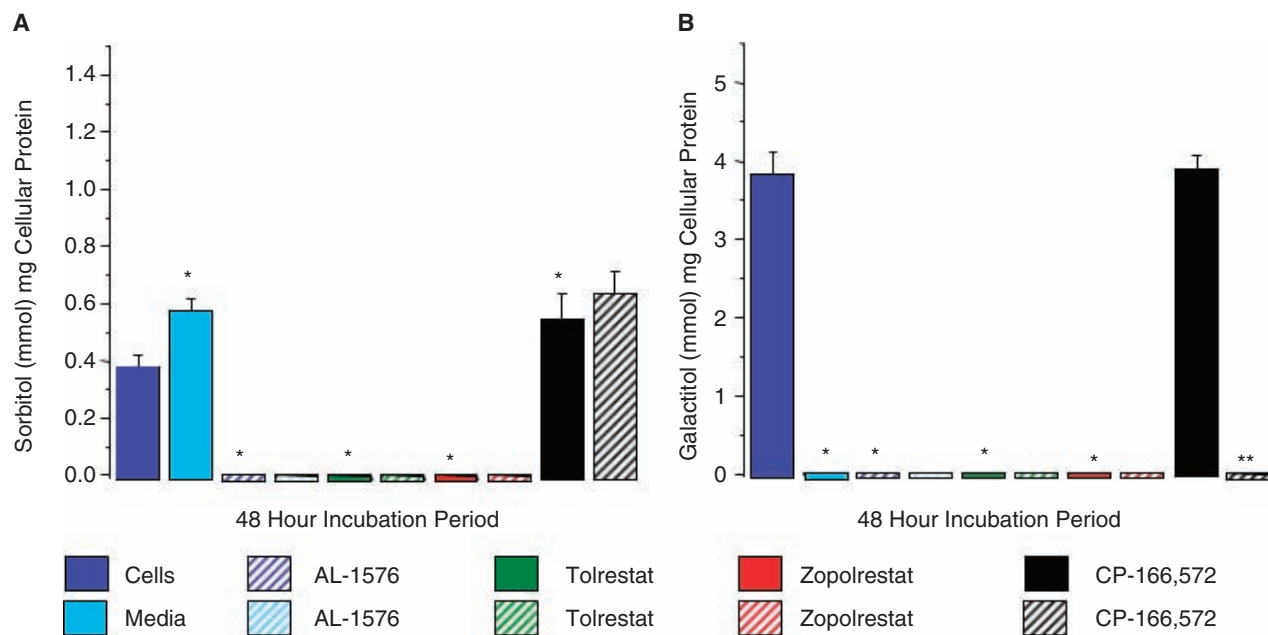 A
Sorbitol (mmol) mg Cellular Protein
1.4
1.2
1.0
0.8
0.6
0.4
0.2
0.0
*
*
*
*
*
48 Hour Incubation Period
B
Galactitol (mmol) mg Cellular Protein
5
4
3
2
1
0
*
*
*
*
**
48 Hour Incubation Period
Cells
AL-1576
Tolrestat
Zopolrestat
CP-166,572
Media
AL-1576
Tolrestat
Zopolrestat
CP-166,572